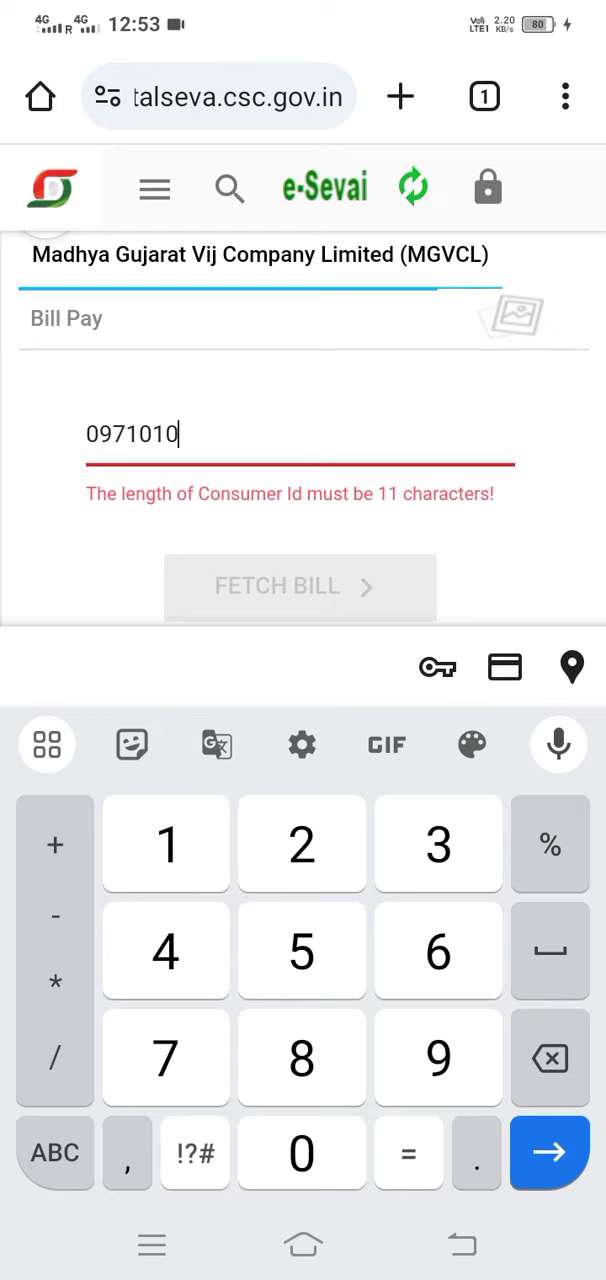 4G R 4G 12:53 Vo) LTE1 2.20 KB/s 80
talseva.csc.gov.in 1
D e-Sevai
Madhya Gujarat Vij Company Limited (MGVCL)
Bill Pay
0971010
The length of Consumer Id must be 11 characters!
FETCH BILL
GIF
+ 1 2 3 %
- 4 5 6
* 7 8 9
/
ABC , !?# 0 = .